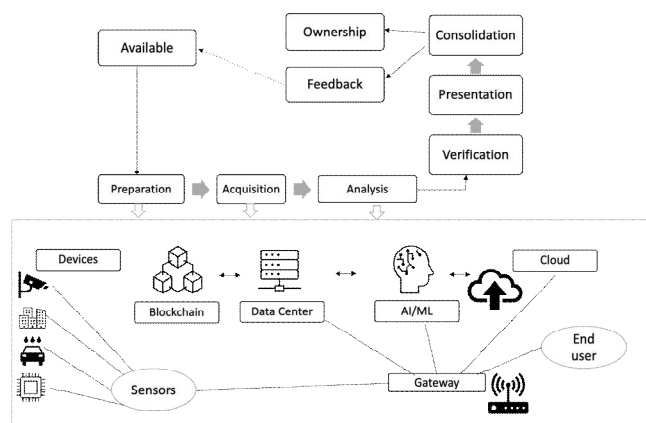 Ownership
Consolidation
Available
Feedback
Presentation
Verification
Preparation
Acquisition
Analysis
Devices
Cloud
Blockchain
Data Center
AI/ML
End
user
Sensors
Gateway